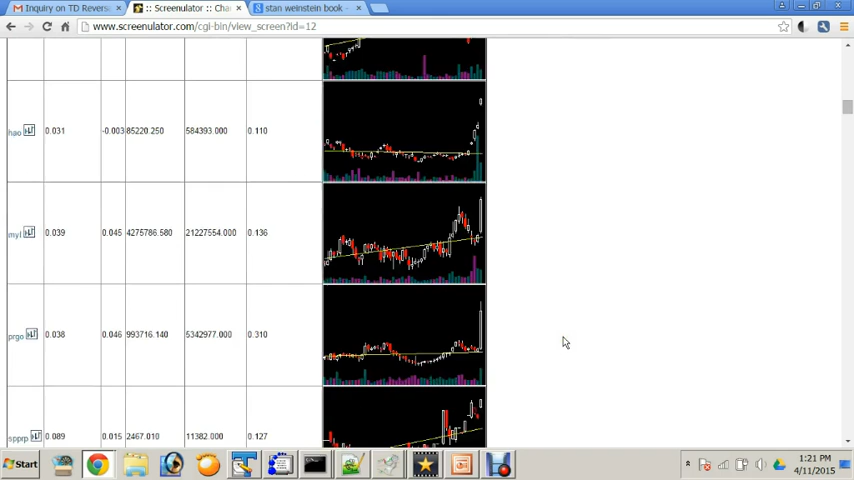 Inquiry on TD Revers
:: Screenulator :: Cha
stan weinstein book -
www.screenulator.com/cgi-bin/view_screen?id=12
hao 0.031 -0.003 85220.250 584393.000 0.110
myl 0.039 0.045 4275786.580 21227554.000 0.136
prgo 0.038 0.046 993716.140 5342977.000 0.310
spprp 0.089 0.015 2467.010 11382.000 0.127
Start
1:21 PM
4/11/2015